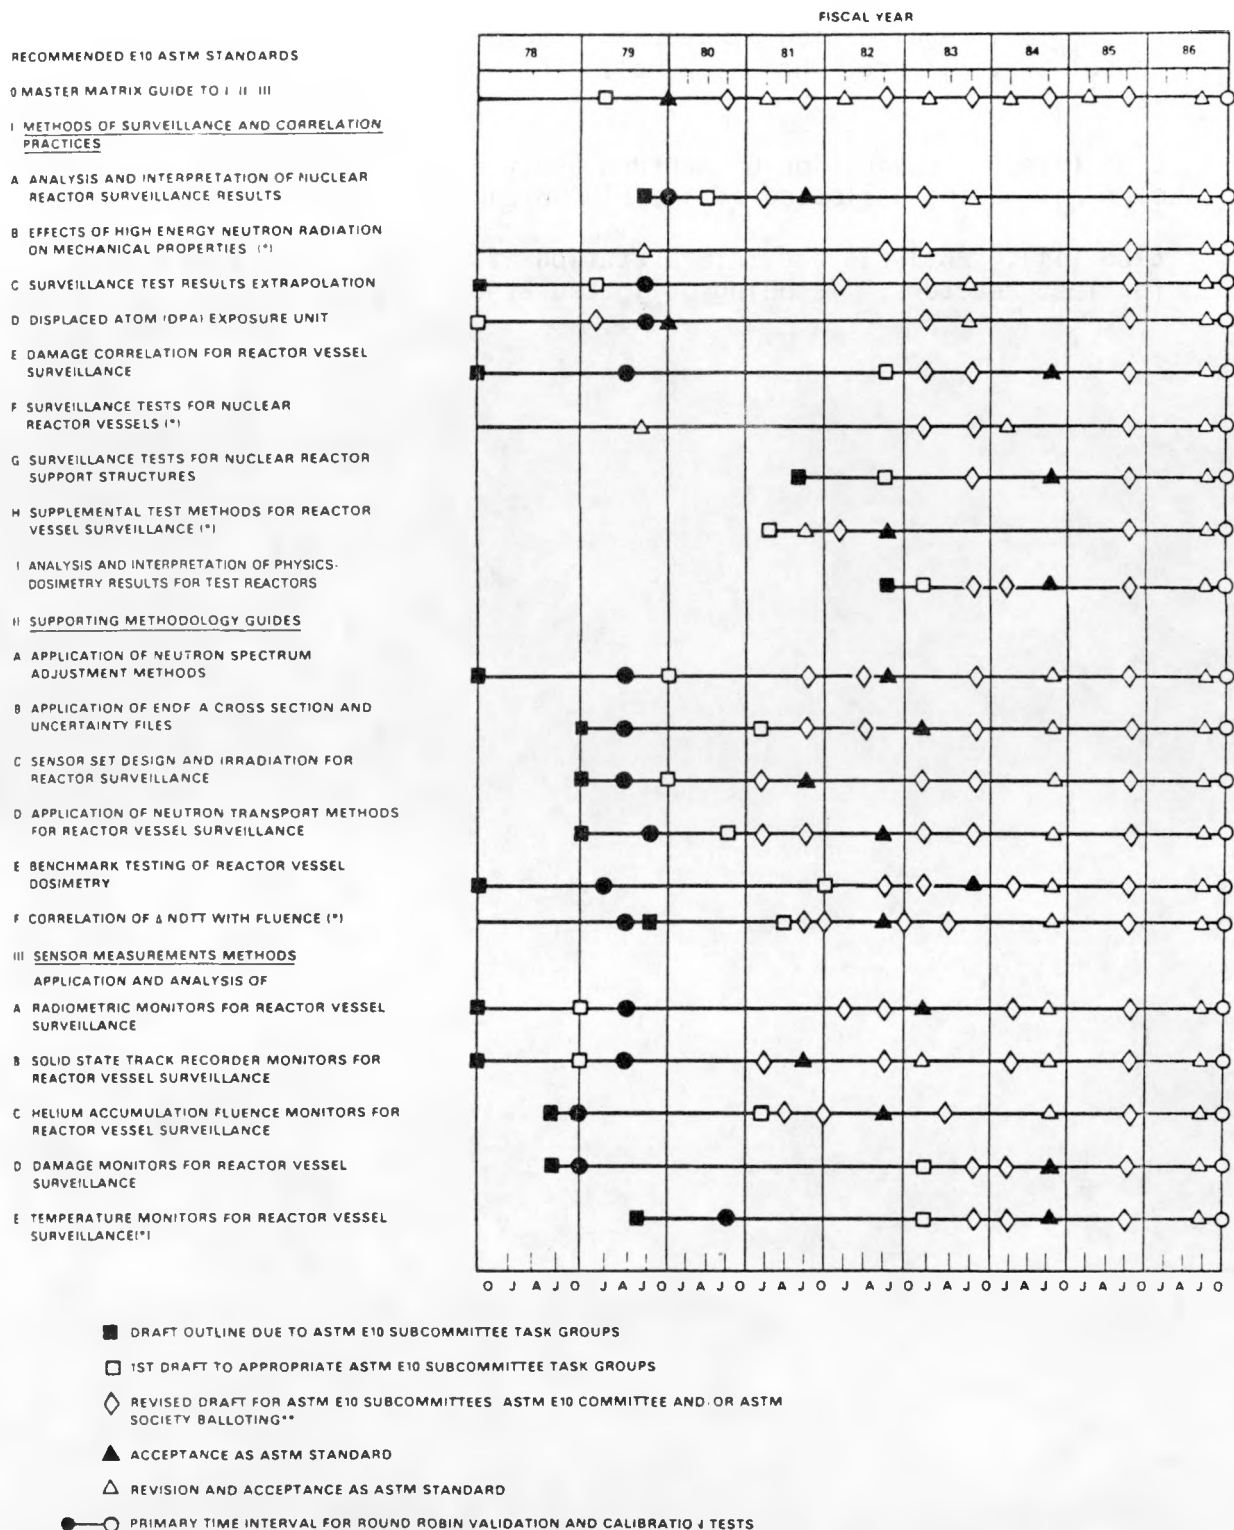 FISCAL YEAR
78 79 80 81 82 83 84 85 86
RECOMMENDED E10 ASTM STANDARDS
0 MASTER MATRIX GUIDE TO I II III
I METHODS OF SURVEILLANCE AND CORRELATION
PRACTICES
A ANALYSIS AND INTERPRETATION OF NUCLEAR
REACTOR SURVEILLANCE RESULTS
B EFFECTS OF HIGH ENERGY NEUTRON RADIATION
ON MECHANICAL PROPERTIES (*)
C SURVEILLANCE TEST RESULTS EXTRAPOLATION
D DISPLACED ATOM (DPA) EXPOSURE UNIT
E DAMAGE CORRELATION FOR REACTOR VESSEL
SURVEILLANCE
F SURVEILLANCE TESTS FOR NUCLEAR
REACTOR VESSELS (*)
G SURVEILLANCE TESTS FOR NUCLEAR REACTOR
SUPPORT STRUCTURES
H SUPPLEMENTAL TEST METHODS FOR REACTOR
VESSEL SURVEILLANCE (*)
I ANALYSIS AND INTERPRETATION OF PHYSICS-
DOSIMETRY RESULTS FOR TEST REACTORS
II SUPPORTING METHODOLOGY GUIDES
A APPLICATION OF NEUTRON SPECTRUM
ADJUSTMENT METHODS
B APPLICATION OF ENDF A CROSS SECTION AND
UNCERTAINTY FILES
C SENSOR SET DESIGN AND IRRADIATION FOR
REACTOR SURVEILLANCE
D APPLICATION OF NEUTRON TRANSPORT METHODS
FOR REACTOR VESSEL SURVEILLANCE
E BENCHMARK TESTING OF REACTOR VESSEL
DOSIMETRY
F CORRELATION OF Δ NDTT WITH FLUENCE (*)
III SENSOR MEASUREMENTS METHODS
APPLICATION AND ANALYSIS OF
A RADIOMETRIC MONITORS FOR REACTOR VESSEL
SURVEILLANCE
B SOLID STATE TRACK RECORDER MONITORS FOR
REACTOR VESSEL SURVEILLANCE
C HELIUM ACCUMULATION FLUENCE MONITORS FOR
REACTOR VESSEL SURVEILLANCE
D DAMAGE MONITORS FOR REACTOR VESSEL
SURVEILLANCE
E TEMPERATURE MONITORS FOR REACTOR VESSEL
SURVEILLANCE(*)
O J A J O J A J O J A J O J A J O J A J O J A J O J A J O J A J O J A J O
DRAFT OUTLINE DUE TO ASTM E10 SUBCOMMITTEE TASK GROUPS
1ST DRAFT TO APPROPRIATE ASTM E10 SUBCOMMITTEE TASK GROUPS
REVISED DRAFT FOR ASTM E10 SUBCOMMITTEES ASTM E10 COMMITTEE AND/OR ASTM
SOCIETY BALLOTING**
ACCEPTANCE AS ASTM STANDARD
REVISION AND ACCEPTANCE AS ASTM STANDARD
PRIMARY TIME INTERVAL FOR ROUND ROBIN VALIDATION AND CALIBRATION TESTS